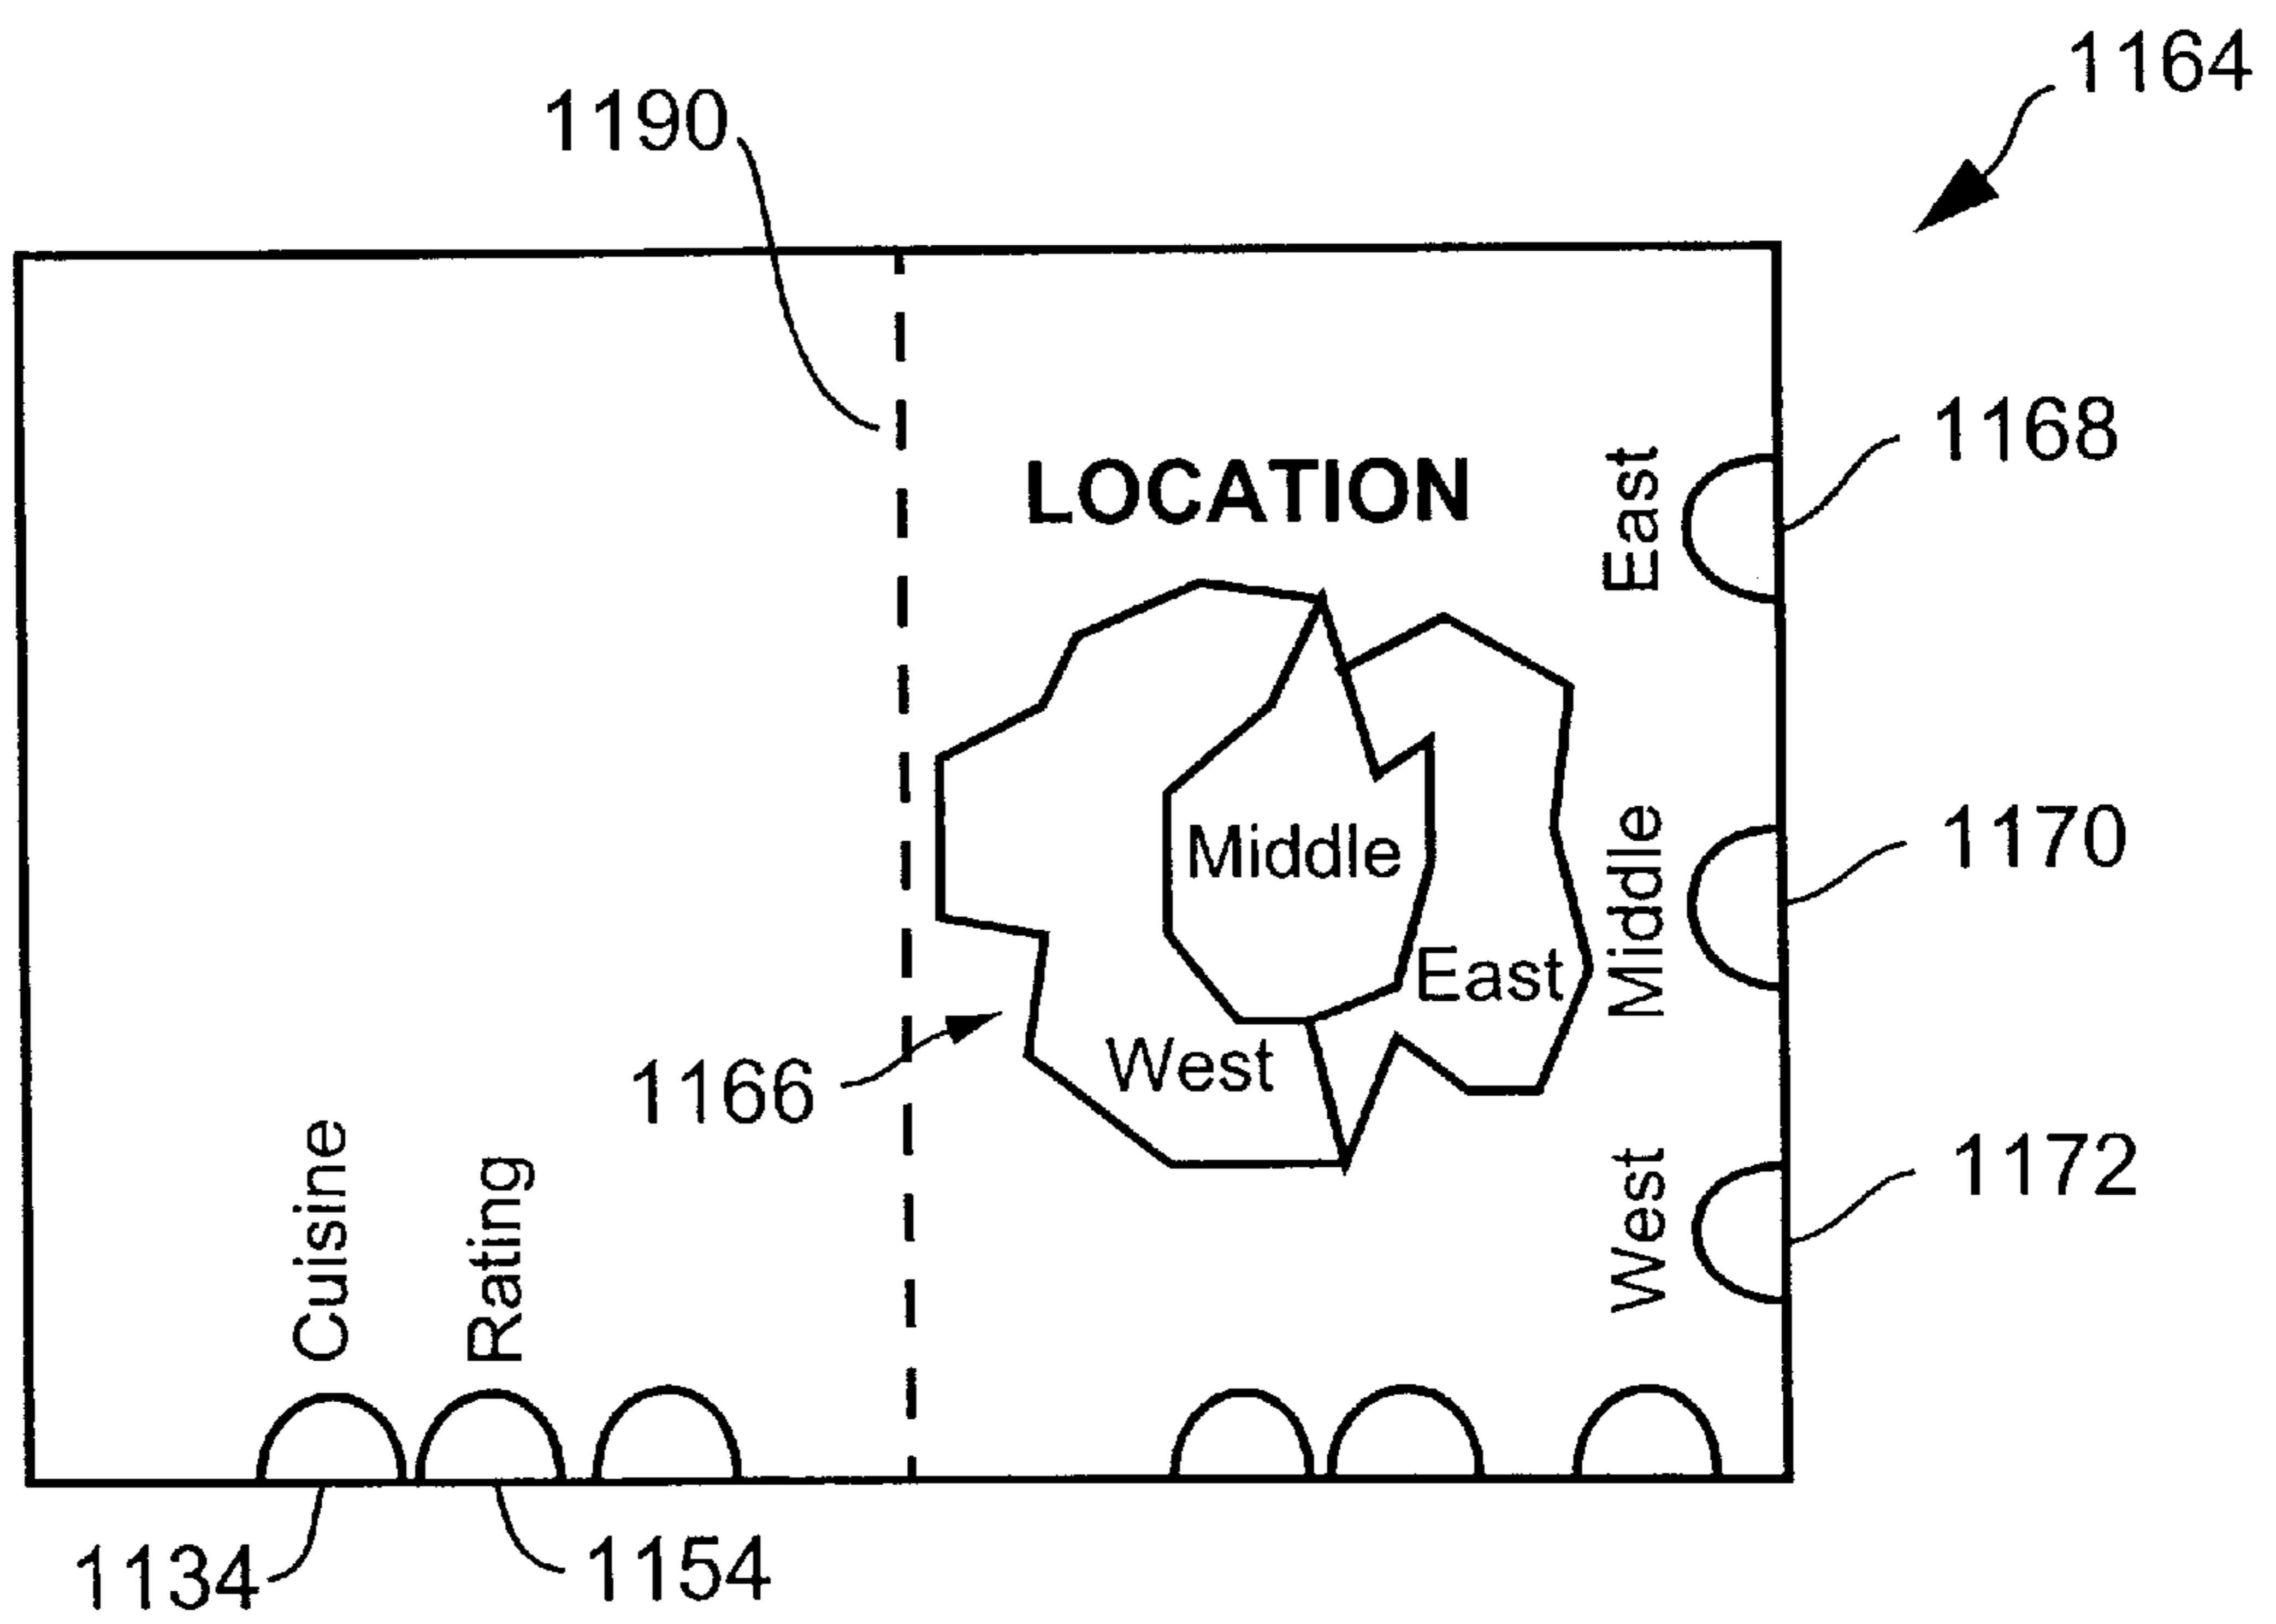 1164
1190
1168
LOCATION
East
Middle
1170
Middle
East
1166
West
West
1172
Cuisine
Rating
1134
1154